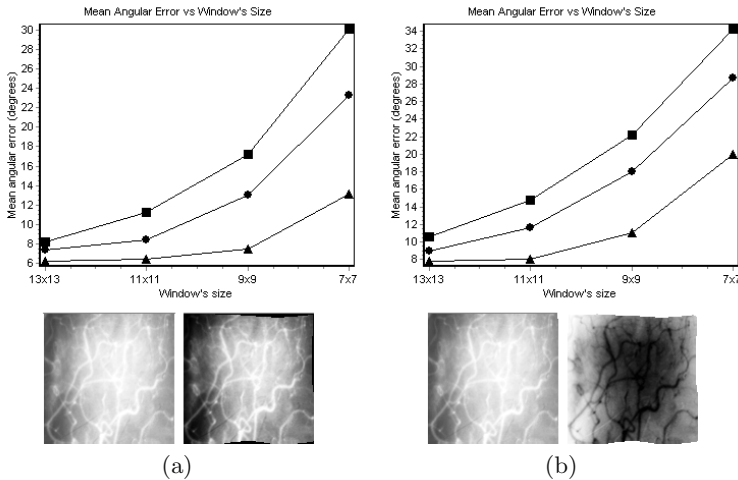 Mean Angular Error vs Window's Size
30
28
26
24
22
20
18
16
14
12
10
8
6
Mean angular error (degrees)
13x13 11x11 9x9 7x7
Window's size
(a)
Mean Angular Error vs Window's Size
34
32
30
28
26
24
22
20
18
16
14
12
10
8
Mean angular error (degrees)
13x13 11x11 9x9 7x7
Window's size
(b)